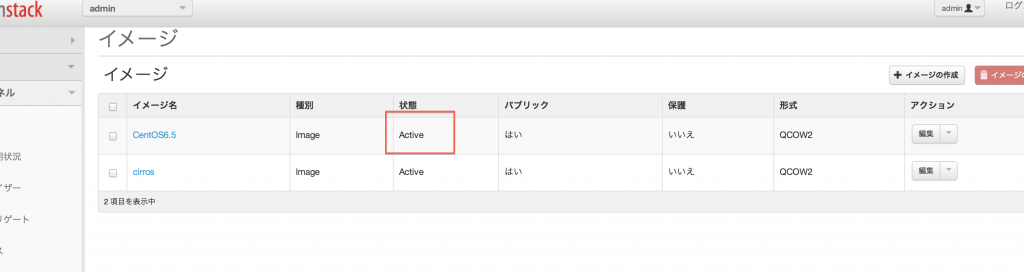 nstack
admin
admin
ログ
イメージ
イメージ
イメージの作成
イメージの
イメージ名 種別 状態 パブリック 保護 形式 アクション
CentOS6.5 Image Active はい いいえ QCOW2 編集
cirros Image Active はい いいえ QCOW2 編集
2 項目を表示中
ネル
用状況
イザー
リゲート
ス